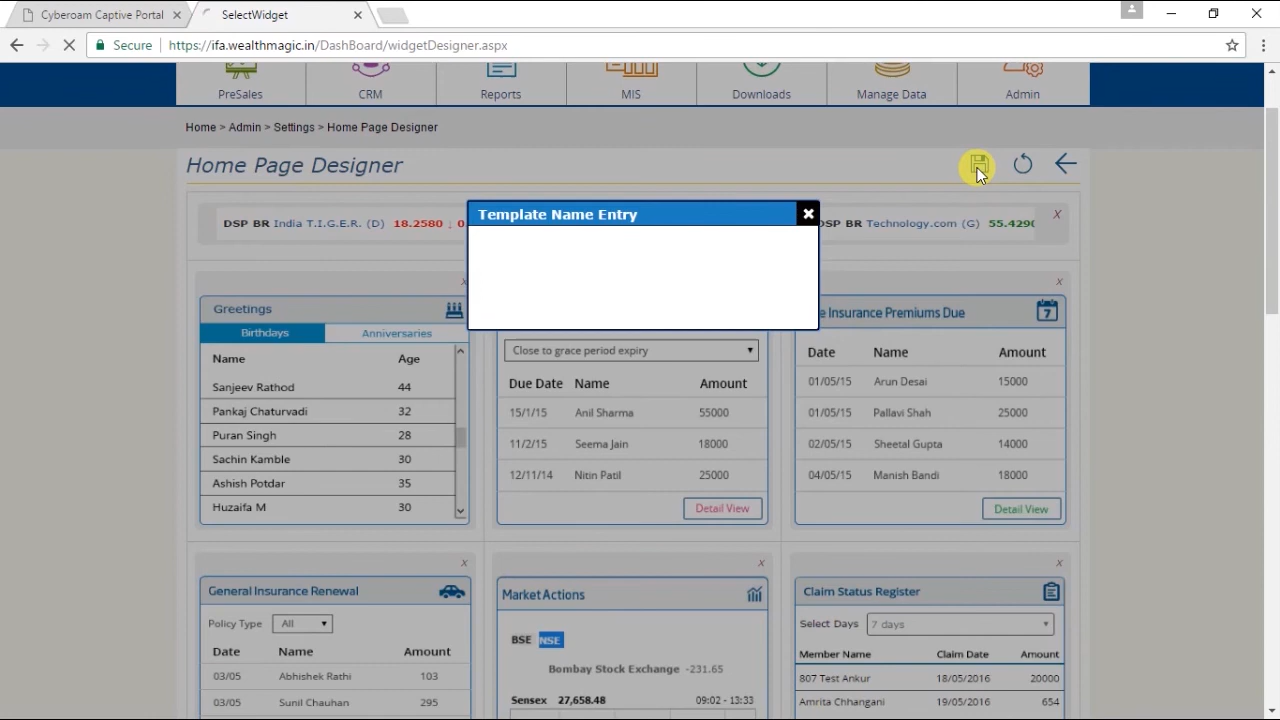 Cyberoam Captive Portal
SelectWidget
Secure
https://ifa.wealthmagic.in/DashBoard/widgetDesigner.aspx
PreSales
CRM
Reports
MIS
Downloads
Manage Data
Admin
Home > Admin > Settings > Home Page Designer
Home Page Designer
DSP BR India T.I.G.E.R. (D) 18.2580 ↓ 0
DSP BR Technology.com (G) 55.4290
X
Template Name Entry
x
x
Greetings
Birthdays Anniversaries
Name Age
Sanjeev Rathod 44
Pankaj Chaturvadi 32
Puran Singh 28
Sachin Kamble 30
Ashish Potdar 35
Huzaifa M 30
Close to grace period expiry
Due Date Name Amount
15/1/15 Anil Sharma 55000
11/2/15 Seema Jain 18000
12/11/14 Nitin Patil 25000
Detail View
Insurance Premiums Due
7
Date Name Amount
01/05/15 Arun Desai 15000
01/05/15 Pallavi Shah 25000
02/05/15 Sheetal Gupta 14000
04/05/15 Manish Bandi 18000
Detail View
x
x
x
General Insurance Renewal
Policy Type All
Date Name Amount
03/05 Abhishek Rathi 103
03/05 Sunil Chauhan 295
Market Actions
BSE NSE
Bombay Stock Exchange -231.65
Sensex 27,658.48 09:02 - 13:33
Claim Status Register
Select Days 7 days
Member Name Claim Date Amount
807 Test Ankur 18/05/2016 20000
Amrita Chhangani 19/05/2016 654